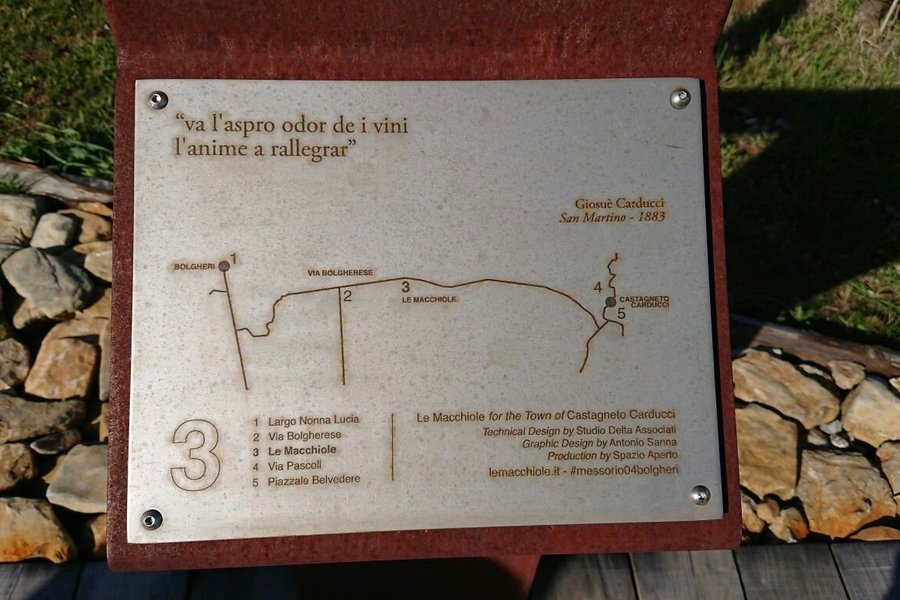 “va l'aspro odor de i vini
l'anime a rallegrar”
Giosuè Carducci
San Martino - 1883
BOLGHERI 1
VIA BOLGHERESE
2
3
LE MACCHIOLE
4
CASTAGNETO
CARDUCCI
5
3
1 Largo Nonna Lucia
2 Via Bolgherese
3 Le Macchiole
4 Via Pascoli
5 Piazzale Belvedere
Le Macchiole for the Town of Castagneto Carducci
Technical Design by Studio Delta Associati
Graphic Design by Antonio Sanna
Production by Spazio Aperto
lemacchiole.it - #messorio04bolgheri